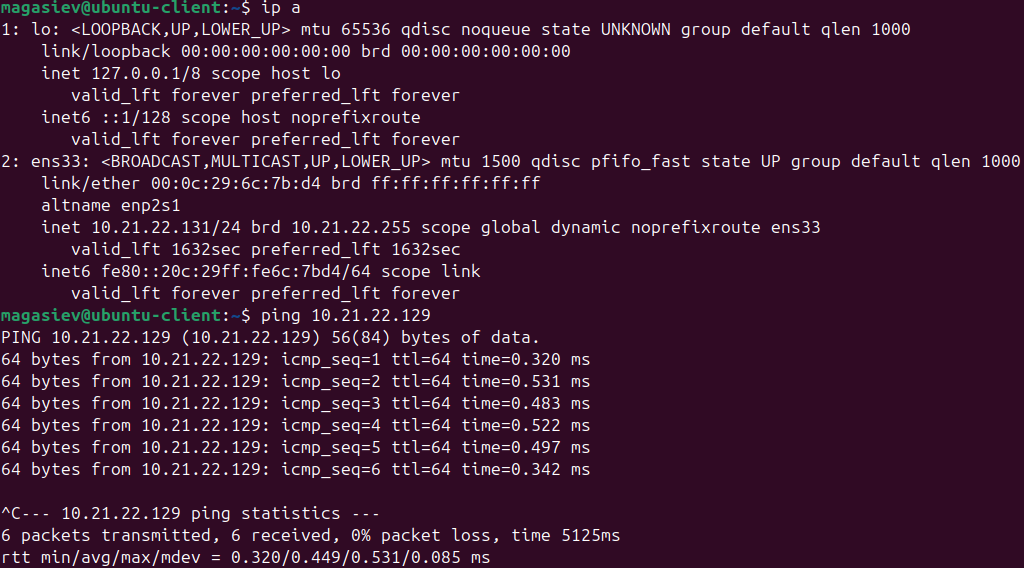 magasiev@ubuntu-client:~$ ip a
1: lo: <LOOPBACK,UP,LOWER_UP> mtu 65536 qdisc noqueue state UNKNOWN group default qlen 1000
    link/loopback 00:00:00:00:00:00 brd 00:00:00:00:00:00
    inet 127.0.0.1/8 scope host lo
       valid_lft forever preferred_lft forever
    inet6 ::1/128 scope host noprefixroute
       valid_lft forever preferred_lft forever
2: ens33: <BROADCAST,MULTICAST,UP,LOWER_UP> mtu 1500 qdisc pfifo_fast state UP group default qlen 1000
    link/ether 00:0c:29:6c:7b:d4 brd ff:ff:ff:ff:ff:ff
    altname enp2s1
    inet 10.21.22.131/24 brd 10.21.22.255 scope global dynamic noprefixroute ens33
       valid_lft 1632sec preferred_lft 1632sec
    inet6 fe80::20c:29ff:fe6c:7bd4/64 scope link
       valid_lft forever preferred_lft forever
magasiev@ubuntu-client:~$ ping 10.21.22.129
PING 10.21.22.129 (10.21.22.129) 56(84) bytes of data.
64 bytes from 10.21.22.129: icmp_seq=1 ttl=64 time=0.320 ms
64 bytes from 10.21.22.129: icmp_seq=2 ttl=64 time=0.531 ms
64 bytes from 10.21.22.129: icmp_seq=3 ttl=64 time=0.483 ms
64 bytes from 10.21.22.129: icmp_seq=4 ttl=64 time=0.522 ms
64 bytes from 10.21.22.129: icmp_seq=5 ttl=64 time=0.497 ms
64 bytes from 10.21.22.129: icmp_seq=6 ttl=64 time=0.342 ms
^C--- 10.21.22.129 ping statistics ---
6 packets transmitted, 6 received, 0% packet loss, time 5125ms
rtt min/avg/max/mdev = 0.320/0.449/0.531/0.085 ms